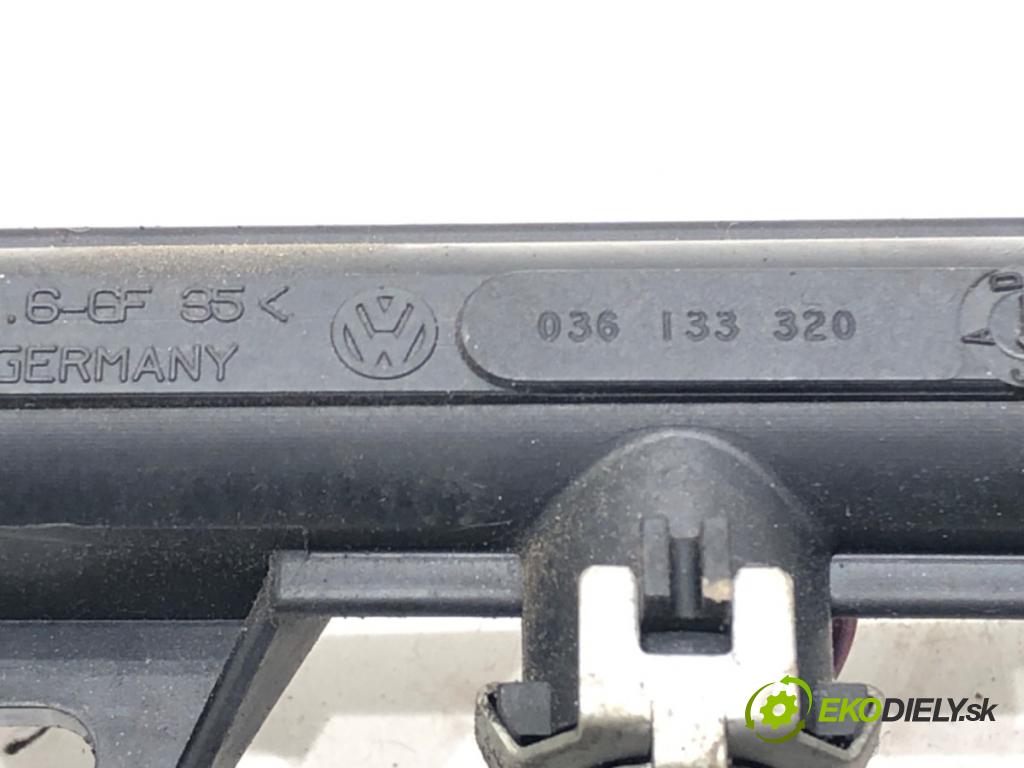 .6-6F S5<
GERMANY
036 133 320
D
A
EKODIELY.sk